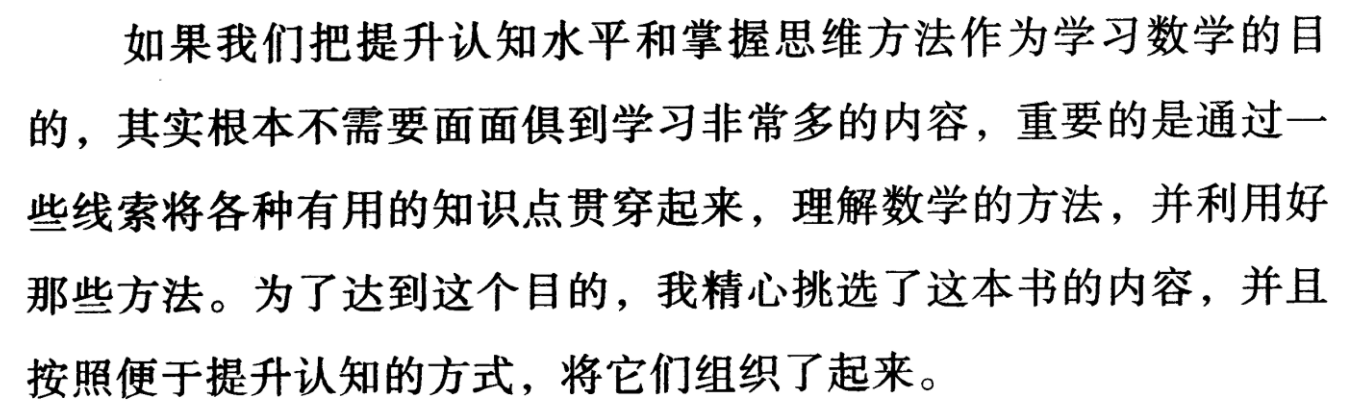 如果我们把提升认知水平和掌握思维方法作为学习数学的目
的，其实根本不需要面面俱到学习非常多的内容，重要的是通过一
些线索将各种有用的知识点贯穿起来，理解数学的方法，并利用好
那些方法。为了达到这个目的，我精心挑选了这本书的内容，并且
按照便于提升认知的方式，将它们组织了起来。